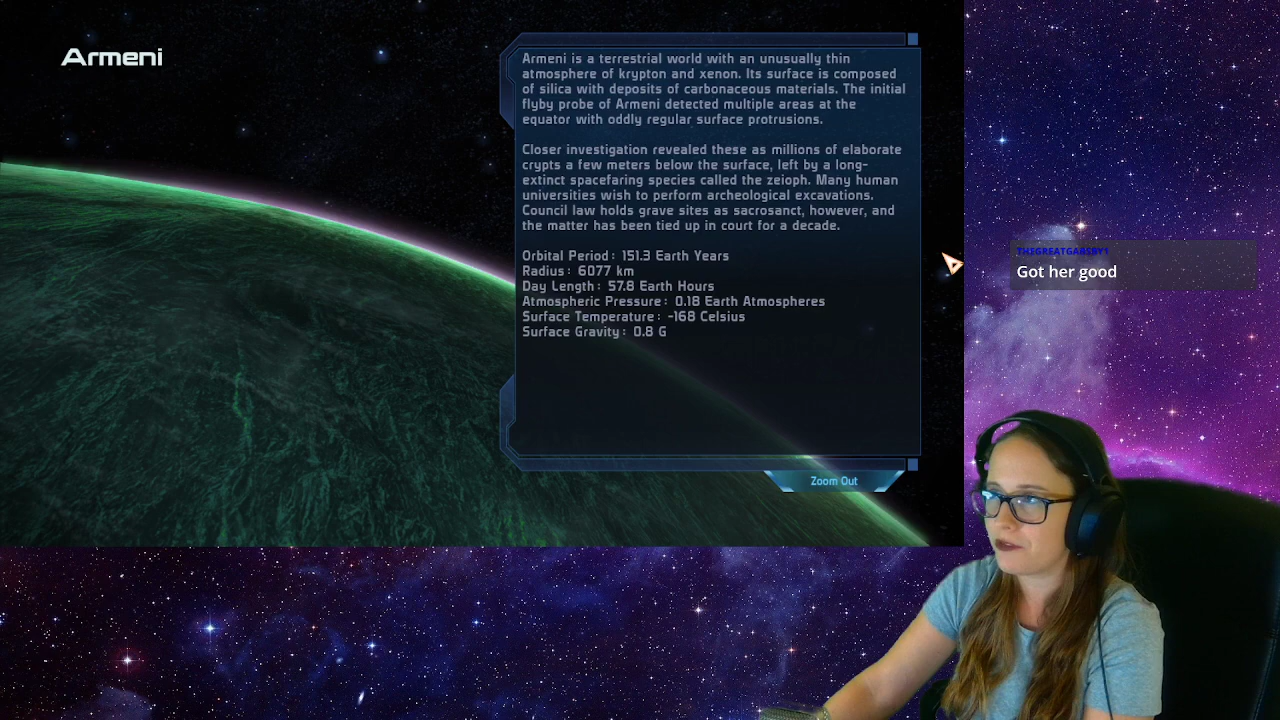 Armeni
Armeni is a terrestrial world with an unusually thin
atmosphere of krypton and xenon. Its surface is composed
of silica with deposits of carbonaceous materials. The initial
flyby probe of Armeni detected multiple areas at the
equator with oddly regular surface protrusions.
Closer investigation revealed these as millions of elaborate
crypts a few meters below the surface, left by a long-
extinct spacefaring species called the zeioph. Many human
universities wish to perform archeological excavations.
Council law holds grave sites as sacrosanct, however, and
the matter has been tied up in court for a decade.
Orbital Period: 151.3 Earth Years
Radius: 6077 km
Day Length: 57.8 Earth Hours
Atmospheric Pressure: 0.18 Earth Atmospheres
Surface Temperature: -168 Celsius
Surface Gravity: 0.8 G
Zoom Out
THEGREATGABSBY1
Got her good